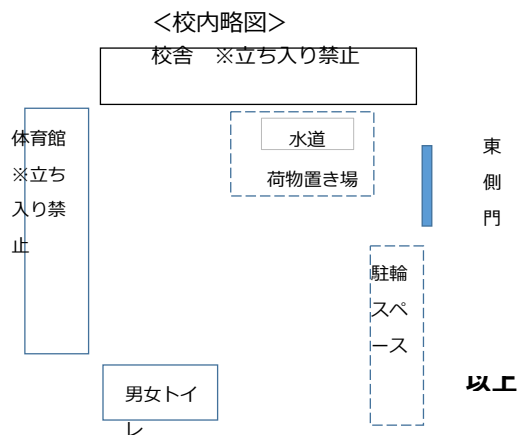 ＜校内略図＞
校舎　※立ち入り禁止
体育館
※立ち
入り禁
止
水道
荷物置き場
東
側
門
駐輪
スペ
ース
男女トイ
レ
以上